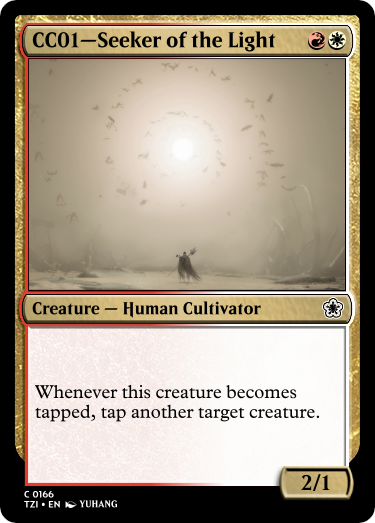 CC01—Seeker of the Light
Creature — Human Cultivator
Whenever this creature becomes
tapped, tap another target creature.
2/1
C 0166
TZI • EN YUHANG